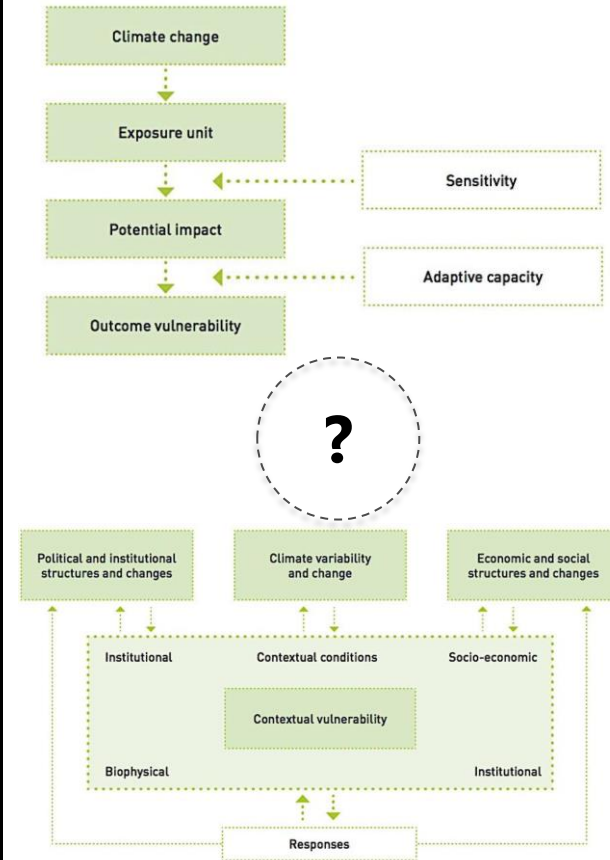 Climate change
Exposure unit
Sensitivity
Potential impact
Adaptive capacity
Outcome vulnerability
?
Political and institutional
structures and changes
Climate variability
and change
Economic and social
structures and changes
Institutional
Contextual conditions
Socio-economic
Contextual vulnerability
Biophysical
Institutional
Responses